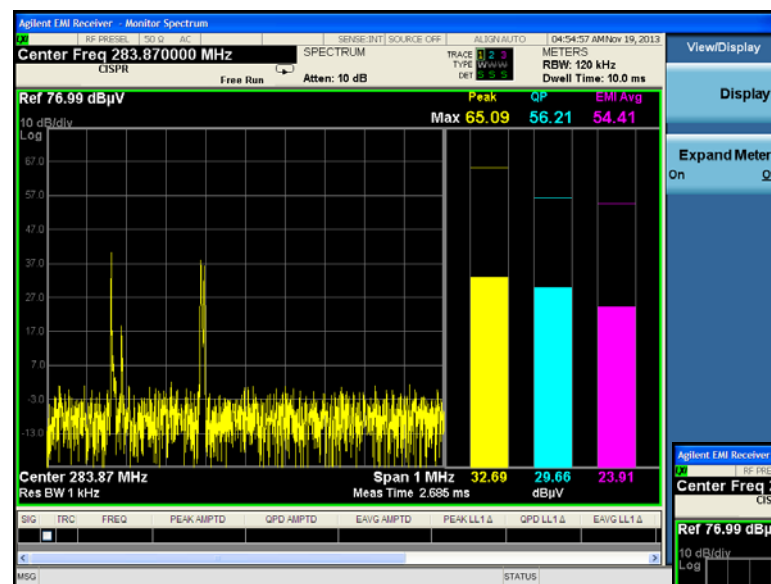 Agilent EMI Receiver - Monitor Spectrum
RF PRESEL 50 Ω AC SENSE:INT SOURCE OFF ALIGN AUTO 04:54:57 AM Nov 19, 2013
Center Freq 283.870000 MHz
CISPR
Free Run
SPECTRUM
Atten: 10 dB
TRACE 1 2 3
TYPE W W W
DET S S S
METERS
RBW: 120 kHz
Dwell Time: 10.0 ms
View/Display
Display
Expand Meter
On
Ref 76.99 dBµV
10 dB/div
Log
Peak QP EMI Avg
Max 65.09 56.21 54.41
67.0
57.0
47.0
37.0
27.0
17.0
7.0
-3.0
-13.0
Center 283.87 MHz Span 1 MHz 32.69 29.66 23.91
Res BW 1 kHz Meas Time 2.685 ms dBµV
SIG TRC FREQ PEAK AMPTD QPD AMPTD EAVG AMPTD PEAK LL1 Δ QPD LL1 Δ EAVG LL1 Δ
MSG STATUS
Agilent EMI Receiver
RF PRE
Center Freq
CIS
Ref 76.99 dBµ
10 dB/div
Log